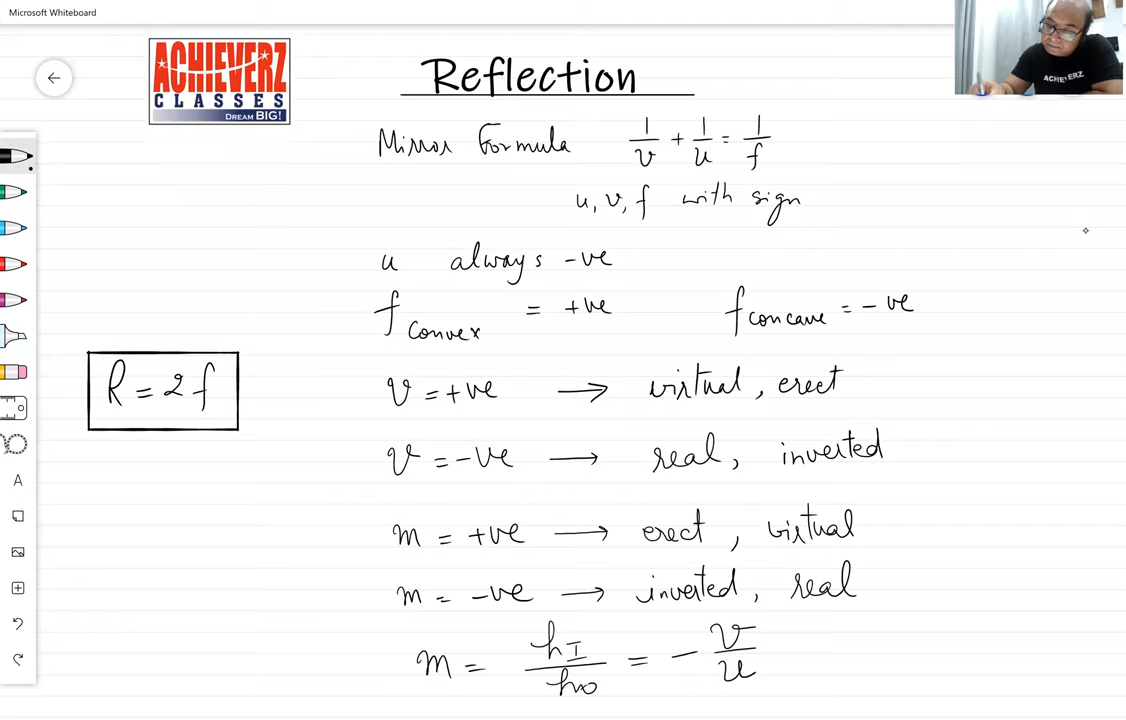 Microsoft Whiteboard
ACHIEVERZ
CLASSES
DREAM BIG!
Reflection
ACHIEVERZ
Mirror Formula 1/v + 1/u = 1/f
u, v, f with sign
u always -ve
f convex = +ve f concave = - ve
R = 2 f
v = +ve → virtual, erect
v = -ve → real, inverted
m = +ve → erect, virtual
m = -ve → inverted, real
m = hI/ho = - v/u
A